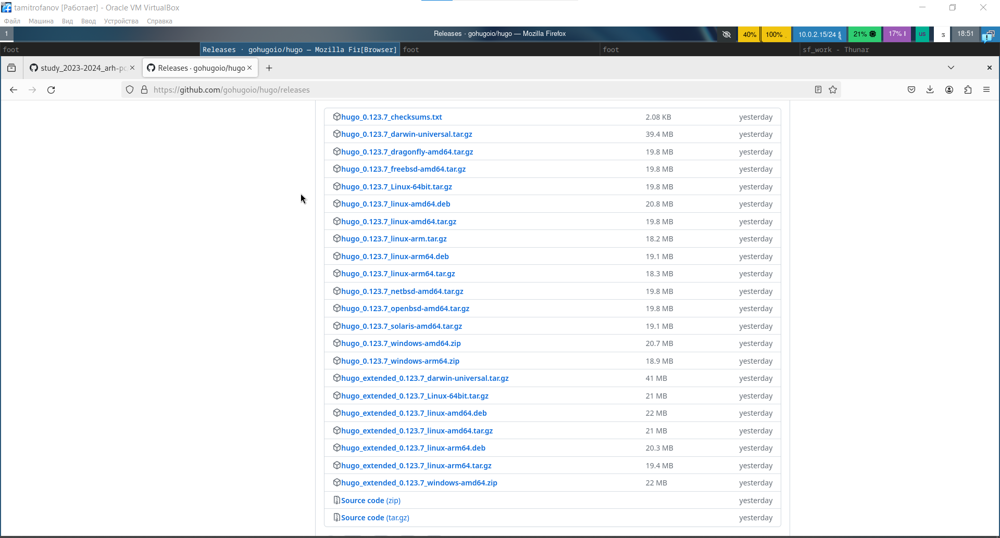 tamitrofanov [Работает] - Oracle VM VirtualBox
Файл Машина Вид Ввод Устройства Справка
1 Releases · gohugoio/hugo — Mozilla Firefox 40% 100% 10.0.2.15/24 21% 17% us 3 18:51
foot Releases · gohugoio/hugo — Mozilla Fir[Browser] foot foot sf_work - Thunar
study_2023-2024_arh-pc Releases · gohugoio/hugo
https://github.com/gohugoio/hugo/releases
hugo_0.123.7_checksums.txt 2.08 KB yesterday
hugo_0.123.7_darwin-universal.tar.gz 39.4 MB yesterday
hugo_0.123.7_dragonfly-amd64.tar.gz 19.8 MB yesterday
hugo_0.123.7_freebsd-amd64.tar.gz 19.8 MB yesterday
hugo_0.123.7_Linux-64bit.tar.gz 19.8 MB yesterday
hugo_0.123.7_linux-amd64.deb 20.8 MB yesterday
hugo_0.123.7_linux-amd64.tar.gz 19.8 MB yesterday
hugo_0.123.7_linux-arm.tar.gz 18.2 MB yesterday
hugo_0.123.7_linux-arm64.deb 19.1 MB yesterday
hugo_0.123.7_linux-arm64.tar.gz 18.3 MB yesterday
hugo_0.123.7_netbsd-amd64.tar.gz 19.8 MB yesterday
hugo_0.123.7_openbsd-amd64.tar.gz 19.8 MB yesterday
hugo_0.123.7_solaris-amd64.tar.gz 19.1 MB yesterday
hugo_0.123.7_windows-amd64.zip 20.7 MB yesterday
hugo_0.123.7_windows-arm64.zip 18.9 MB yesterday
hugo_extended_0.123.7_darwin-universal.tar.gz 41 MB yesterday
hugo_extended_0.123.7_Linux-64bit.tar.gz 21 MB yesterday
hugo_extended_0.123.7_linux-amd64.deb 22 MB yesterday
hugo_extended_0.123.7_linux-amd64.tar.gz 21 MB yesterday
hugo_extended_0.123.7_linux-arm64.deb 20.3 MB yesterday
hugo_extended_0.123.7_linux-arm64.tar.gz 19.4 MB yesterday
hugo_extended_0.123.7_windows-amd64.zip 22 MB yesterday
Source code (zip) yesterday
Source code (tar.gz) yesterday